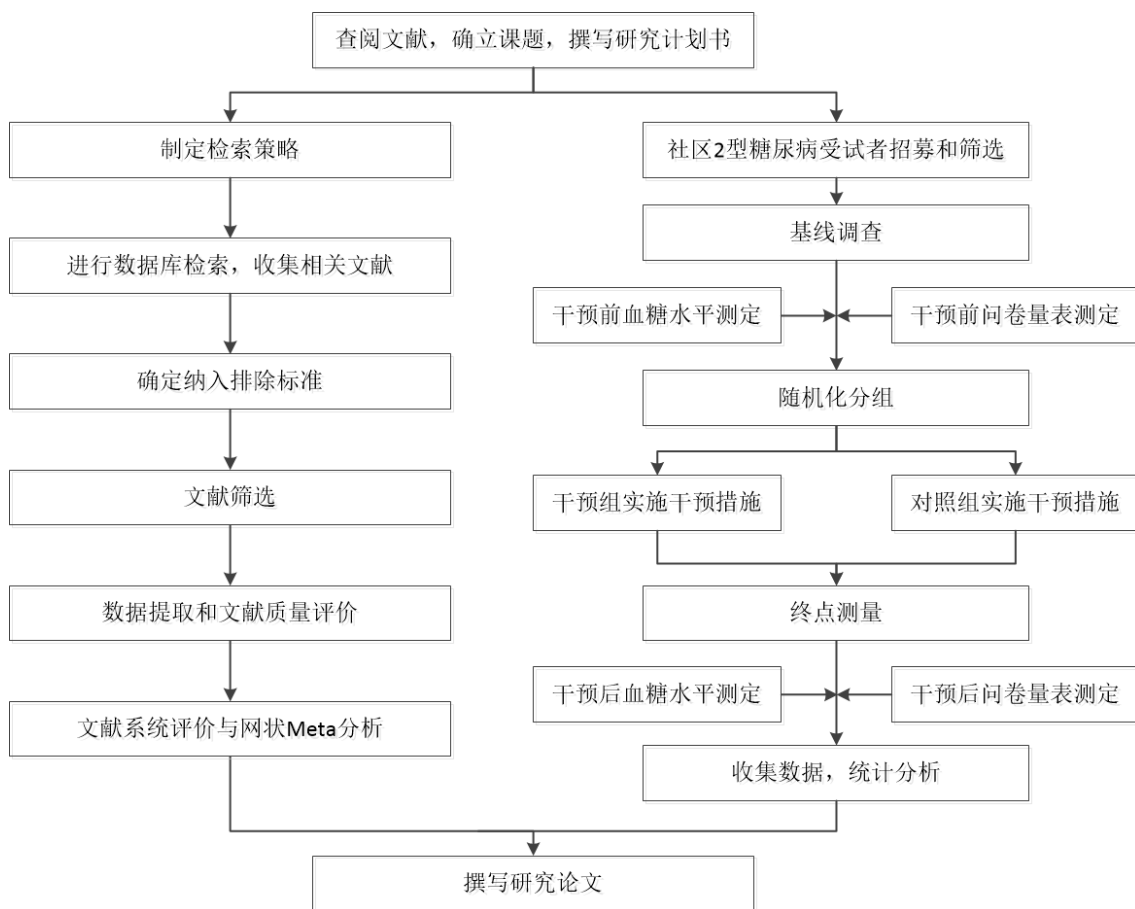 查阅文献，确立课题，撰写研究计划书
制定检索策略
进行数据库检索，收集相关文献
确定纳入排除标准
文献筛选
数据提取和文献质量评价
文献系统评价与网状Meta分析
社区2型糖尿病受试者招募和筛选
基线调查
干预前血糖水平测定
干预前问卷量表测定
随机化分组
干预组实施干预措施
对照组实施干预措施
终点测量
干预后血糖水平测定
干预后问卷量表测定
收集数据，统计分析
撰写研究论文